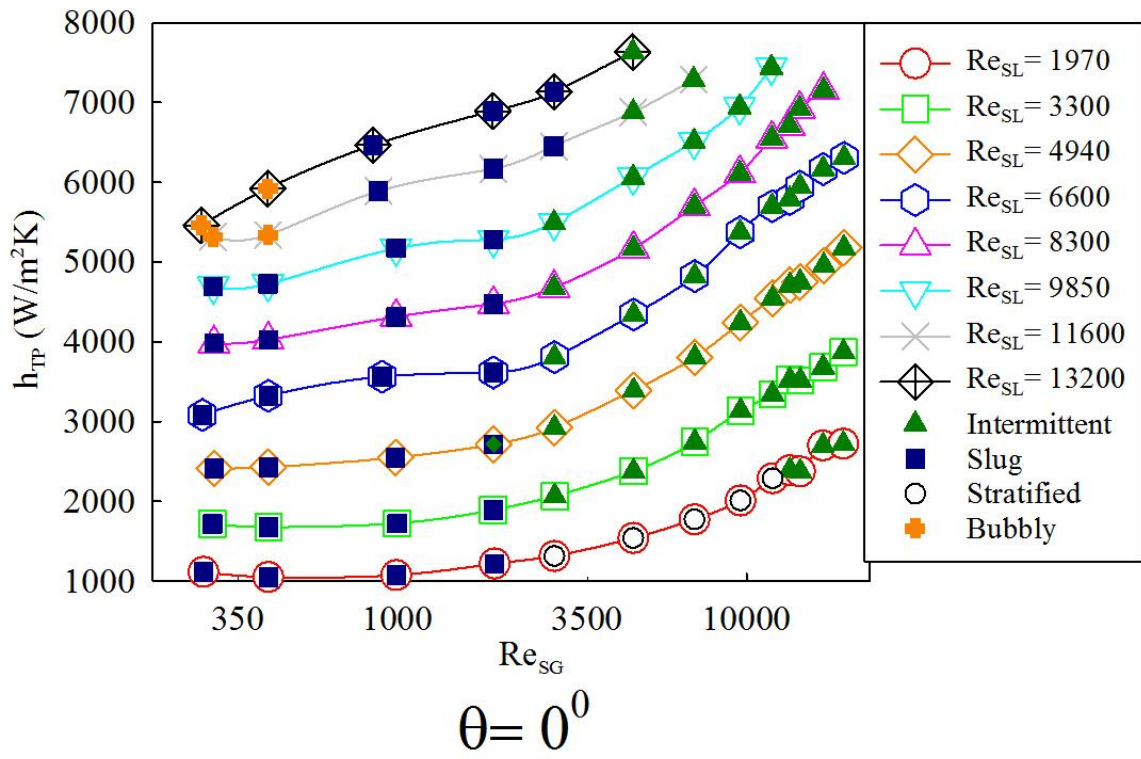 8000
7000
6000
5000
4000
3000
2000
1000
h_TP (W/m²K)
350
1000
3500
10000
Re_SG
θ= 0⁰
Re_SL= 1970
Re_SL= 3300
Re_SL= 4940
Re_SL= 6600
Re_SL= 8300
Re_SL= 9850
Re_SL= 11600
Re_SL= 13200
Intermittent
Slug
Stratified
Bubbly